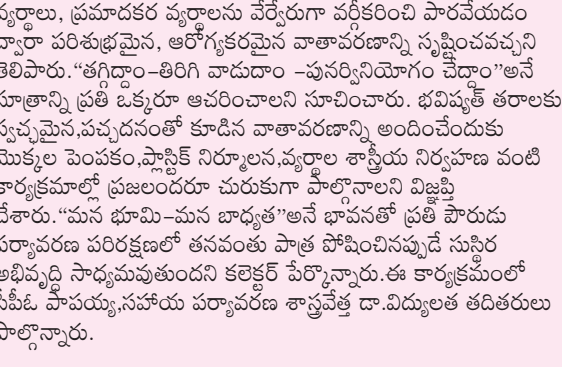 వ్యర్థాలు, ప్రమాదకర వ్యర్థాలను వేర్వేరుగా వర్గీకరించి పారవేయడం
ద్వారా పరిశుభ్రమైన, ఆరోగ్యకరమైన వాతావరణాన్ని సృష్టించవచ్చని
తెలిపారు.“తగ్గిద్దాం–తిరిగి వాడుదాం –పునర్వినియోగం చేద్దాం”అనే
సూత్రాన్ని ప్రతి ఒక్కరూ ఆచరించాలని సూచించారు. భవిష్యత్ తరాలకు
స్వచ్ఛమైన,పచ్చదనంతో కూడిన వాతావరణాన్ని అందించేందుకు
మొక్కల పెంపకం,ప్లాస్టిక్ నిర్మూలన,వ్యర్థాల శాస్త్రీయ నిర్వహణ వంటి
కార్యక్రమాల్లో ప్రజలందరూ చురుకుగా పాల్గొనాలని విజ్ఞప్తి
చేశారు.“మన భూమి–మన బాధ్యత”అనే భావనతో ప్రతి పౌరుడు
పర్యావరణ పరిరక్షణలో తనవంతు పాత్ర పోషించినప్పుడే సుస్థిర
అభివృద్ధి సాధ్యమవుతుందని కలెక్టర్ పేర్కొన్నారు.ఈ కార్యక్రమంలో
సీపీఓ పాపయ్య,సహాయ పర్యావరణ శాస్త్రవేత్త డా.విద్యులత తదితరులు
పాల్గొన్నారు.